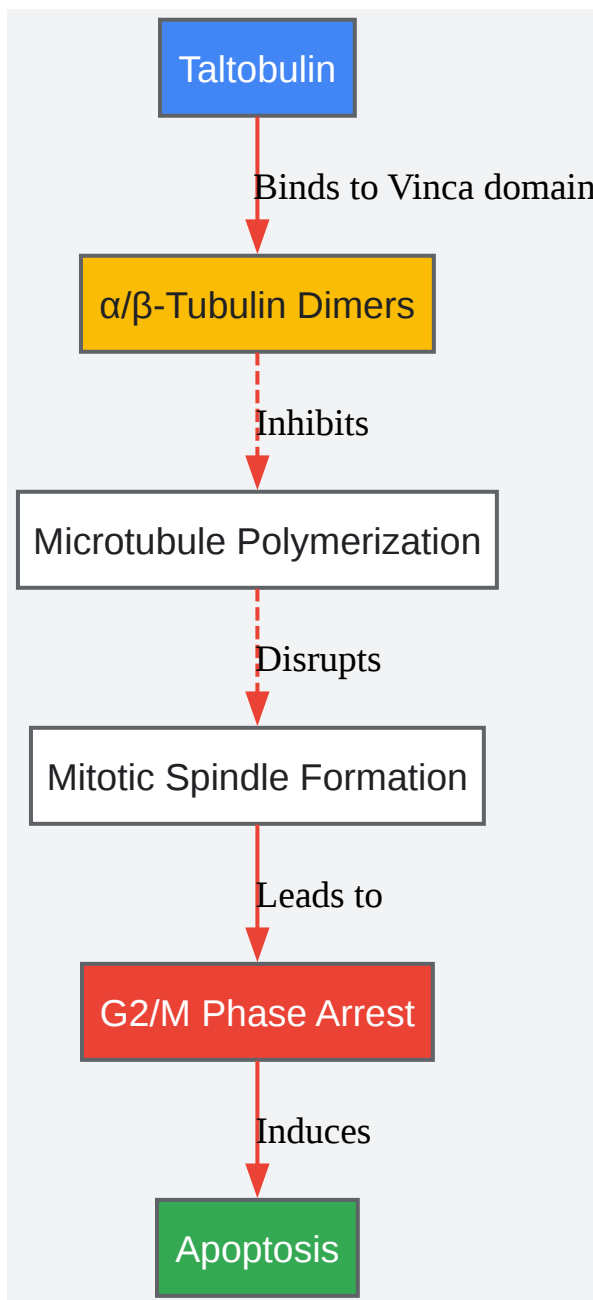 Taltobulin
Binds to Vinca domain
α/β-Tubulin Dimers
Inhibits
Microtubule Polymerization
Disrupts
Mitotic Spindle Formation
Leads to
G2/M Phase Arrest
Induces
Apoptosis